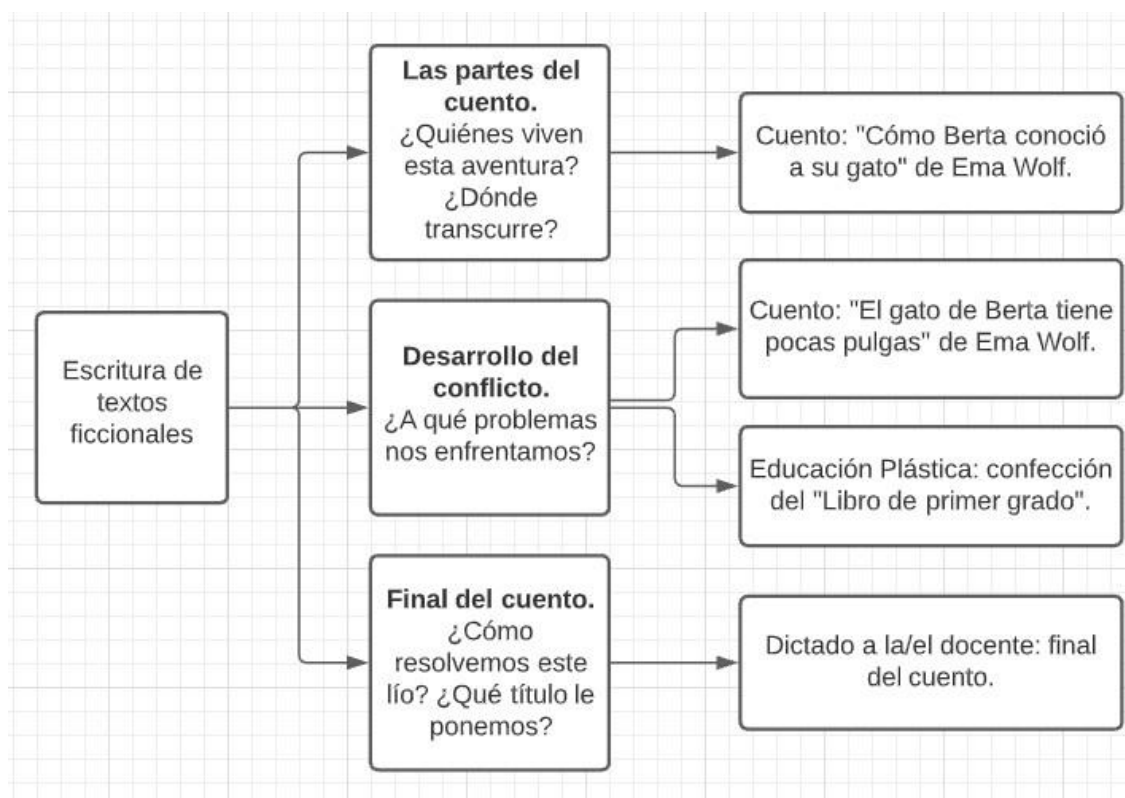 Escritura de
textos
ficcionales
Las partes del
cuento.
¿Quiénes viven
esta aventura?
¿Dónde
transcurre?
Cuento: "Cómo Berta conoció
a su gato" de Ema Wolf.
Desarrollo del
conflicto.
¿A qué problemas
nos enfrentamos?
Cuento: "El gato de Berta tiene
pocas pulgas" de Ema Wolf.
Educación Plástica: confección
del "Libro de primer grado".
Final del cuento.
¿Cómo
resolvemos este
lío? ¿Qué título le
ponemos?
Dictado a la/el docente: final
del cuento.